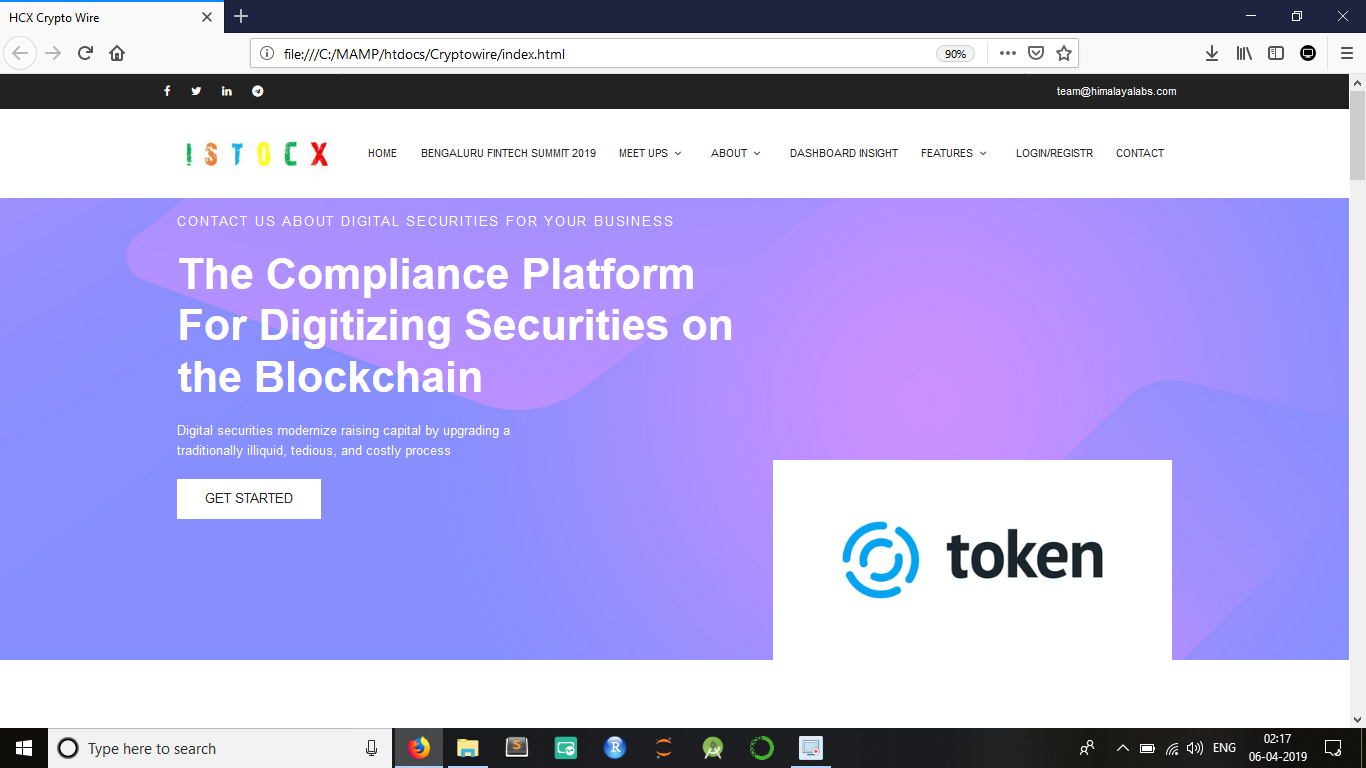 HCX Crypto Wire
file:///C:/MAMP/htdocs/Cryptowire/index.html
90%
team@himalayalabs.com
ISTOCX
HOME
BENGALURU FINTECH SUMMIT 2019
MEET UPS
ABOUT
DASHBOARD INSIGHT
FEATURES
LOGIN/REGISTR
CONTACT
CONTACT US ABOUT DIGITAL SECURITIES FOR YOUR BUSINESS
The Compliance Platform
For Digitizing Securities on
the Blockchain
Digital securities modernize raising capital by upgrading a
traditionally illiquid, tedious, and costly process
GET STARTED
token
Type here to search
ENG
02:17
06-04-2019